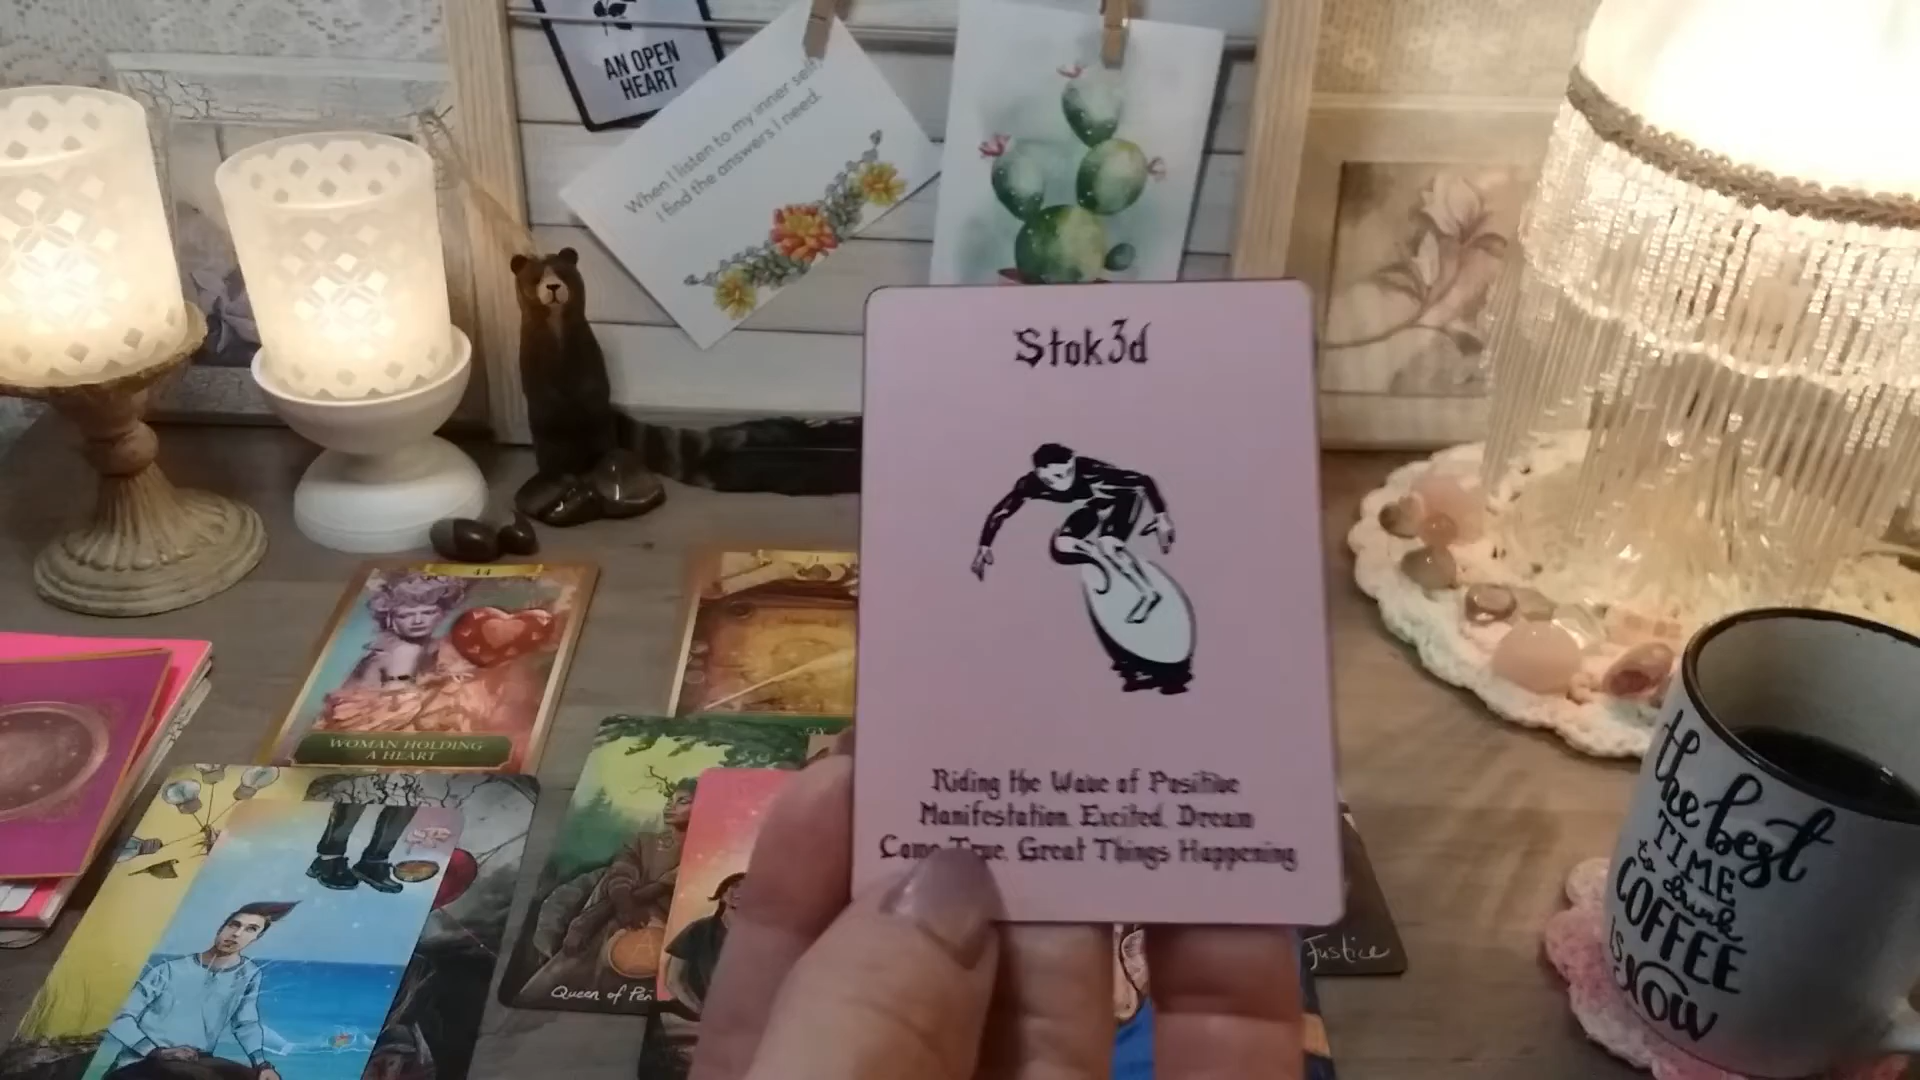 AN OPEN
HEART
When I listen to my inner self,
I find the answers I need.
Stok3d
Riding the Wave of Positive
Manifestation, Excited, Dream
Come True, Great Things Happening
44
WOMAN HOLDING
A HEART
Queen of Pen
Justice
the best
TIME
to drink
COFFEE
is
NOW